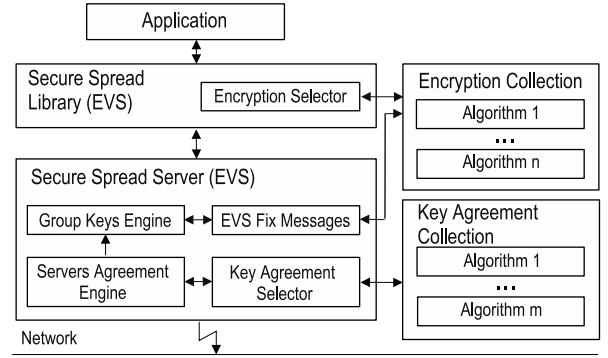 Application
Secure Spread
Library (EVS)
Encryption Selector
Encryption Collection
Algorithm 1
...
Algorithm n
Secure Spread Server (EVS)
Group Keys Engine
EVS Fix Messages
Servers Agreement
Engine
Key Agreement
Selector
Key Agreement
Collection
Algorithm 1
...
Algorithm m
Network